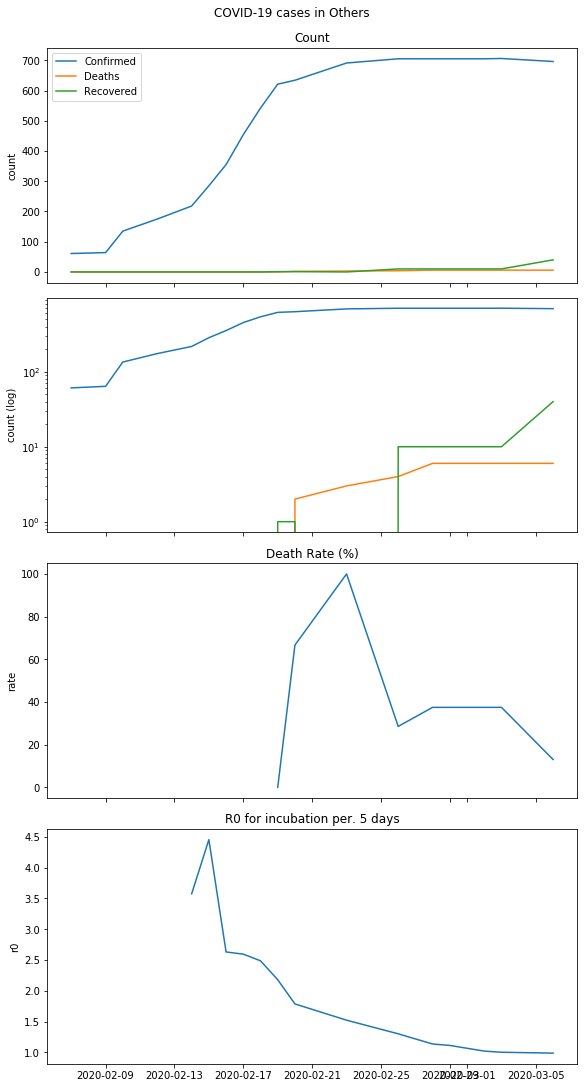 COVID-19 cases in Others
Count
700
600
500
400
300
200
100
0
count
Confirmed
Deaths
Recovered
10²
10¹
10⁰
count (log)
Death Rate (%)
100
80
60
40
20
0
rate
R0 for incubation per. 5 days
4.5
4.0
3.5
3.0
2.5
2.0
1.5
1.0
r0
2020-02-09 2020-02-13 2020-02-17 2020-02-21 2020-02-25 2020-02-29 2020-03-01 2020-03-05